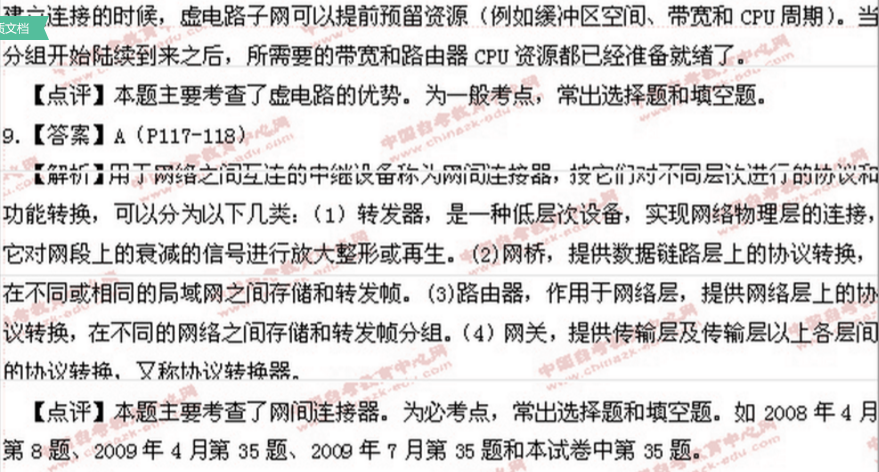 建立连接的时候，虚电路子网可以提前预留资源（例如缓冲区空间、带宽和 CPU 周期）。当
页文档
分组开始陆续到来之后，所需要的带宽和路由器 CPU 资源都已经准备就绪了。
【点评】本题主要考查了虚电路的优势。为一般考点，常出选择题和填空题。
9.【答案】A（P117-118）
【解析】用于网络之间互连的中继设备称为网间连接器，按它们对不同层次进行的协议和
功能转换，可以分为以下几类：（1）转发器，是一种低层次设备，实现网络物理层的连接，
它对网段上的衰减的信号进行放大整形或再生。(2)网桥，提供数据链路层上的协议转换，
在不同或相同的局域网之间存储和转发帧。(3)路由器，作用于网络层，提供网络层上的协
议转换，在不同的网络之间存储和转发帧分组。（4）网关，提供传输层及传输层以上各层间
的协议转换，又称协议转换器。
【点评】本题主要考查了网间连接器。为必考点，常出选择题和填空题。如 2008 年 4 月
第 8 题、2009 年 4 月第 35 题、2009 年 7 月第 35 题和本试卷中第 35 题。
中国自考教育中心网
www.chinazk-edu.com